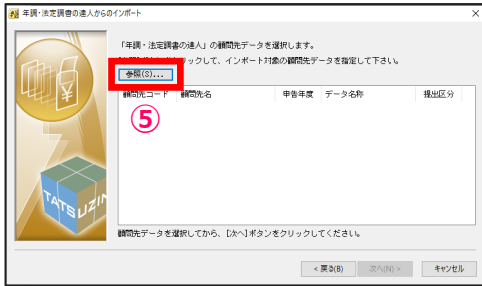 年調・法定調書の達人からのインポート
「年調・法定調書の達人」の顧問先データを選択します。
クリックして、インポート対象の顧問先データを指定して下さい。
参照(S)...
顧問先コード 顧問先名 申告年度 データ名称 提出区分
⑤
TATSUZIN
顧問先データを選択してから、[次へ]ボタンをクリックしてください。
< 戻る(B) 次へ(N) > キャンセル